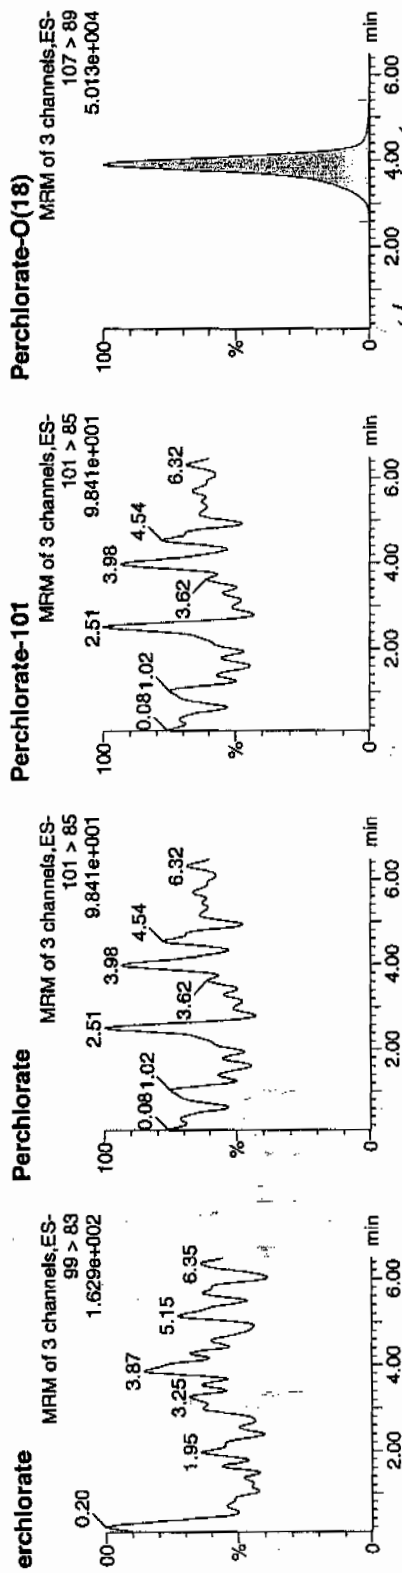 erchlorate
MRM of 3 channels,ES-
99 > 83
1.629e+002
00
%
0.20
1.95
3.25
3.87
5.15
6.35
2.00 4.00 6.00 min
Perchlorate
MRM of 3 channels,ES-
101 > 85
9.841e+001
100
%
0
0.08
1.02
2.51
3.62
3.98
4.54
6.32
2.00 4.00 6.00 min
Perchlorate-101
MRM of 3 channels,ES-
101 > 85
9.841e+001
100
%
0
0.08
1.02
2.51
3.62
3.98
4.54
6.32
2.00 4.00 6.00 min
Perchlorate-O(18)
MRM of 3 channels,ES-
107 > 89
5.013e+004
100
%
0
2.00 4.00 6.00 min